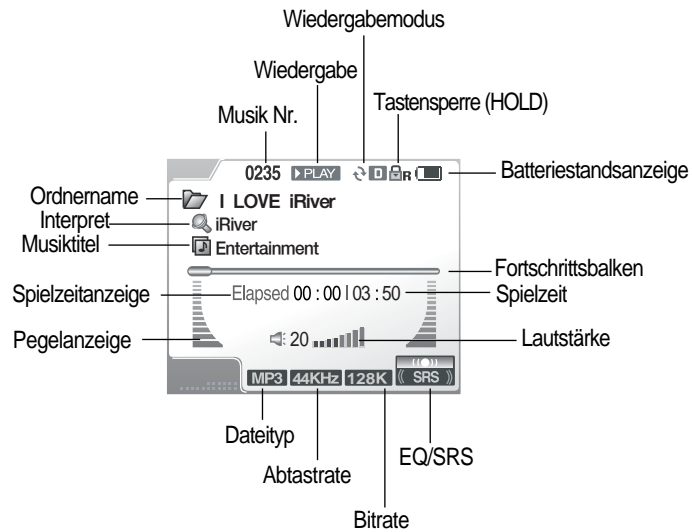 Wiedergabemodus
Wiedergabe
Tastensperre (HOLD)
Musik Nr.
0235 PLAY D R
Batteriestandsanzeige
Ordnername
I LOVE iRiver
Interpret
iRiver
Musiktitel
Entertainment
Fortschrittsbalken
Spielzeitanzeige
Elapsed 00 : 00 | 03 : 50
Spielzeit
Pegelanzeige
20
Lautstärke
MP3 44KHz 128K SRS
Dateityp
EQ/SRS
Abtastrate
Bitrate